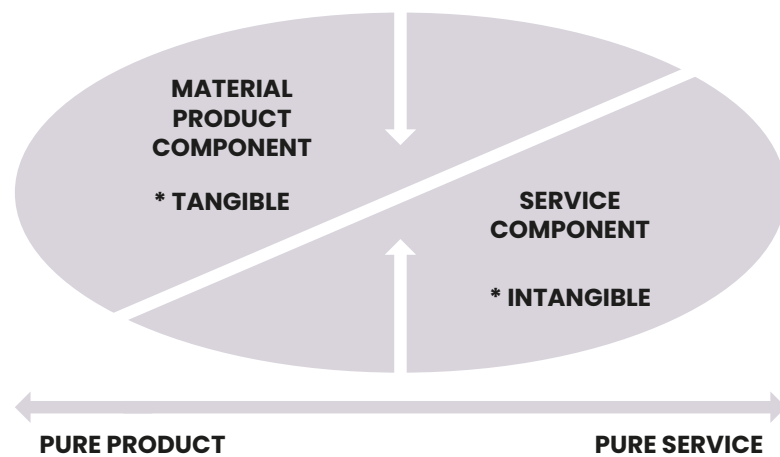 MATERIAL
PRODUCT
COMPONENT
* TANGIBLE
SERVICE
COMPONENT
* INTANGIBLE
PURE PRODUCT
PURE SERVICE